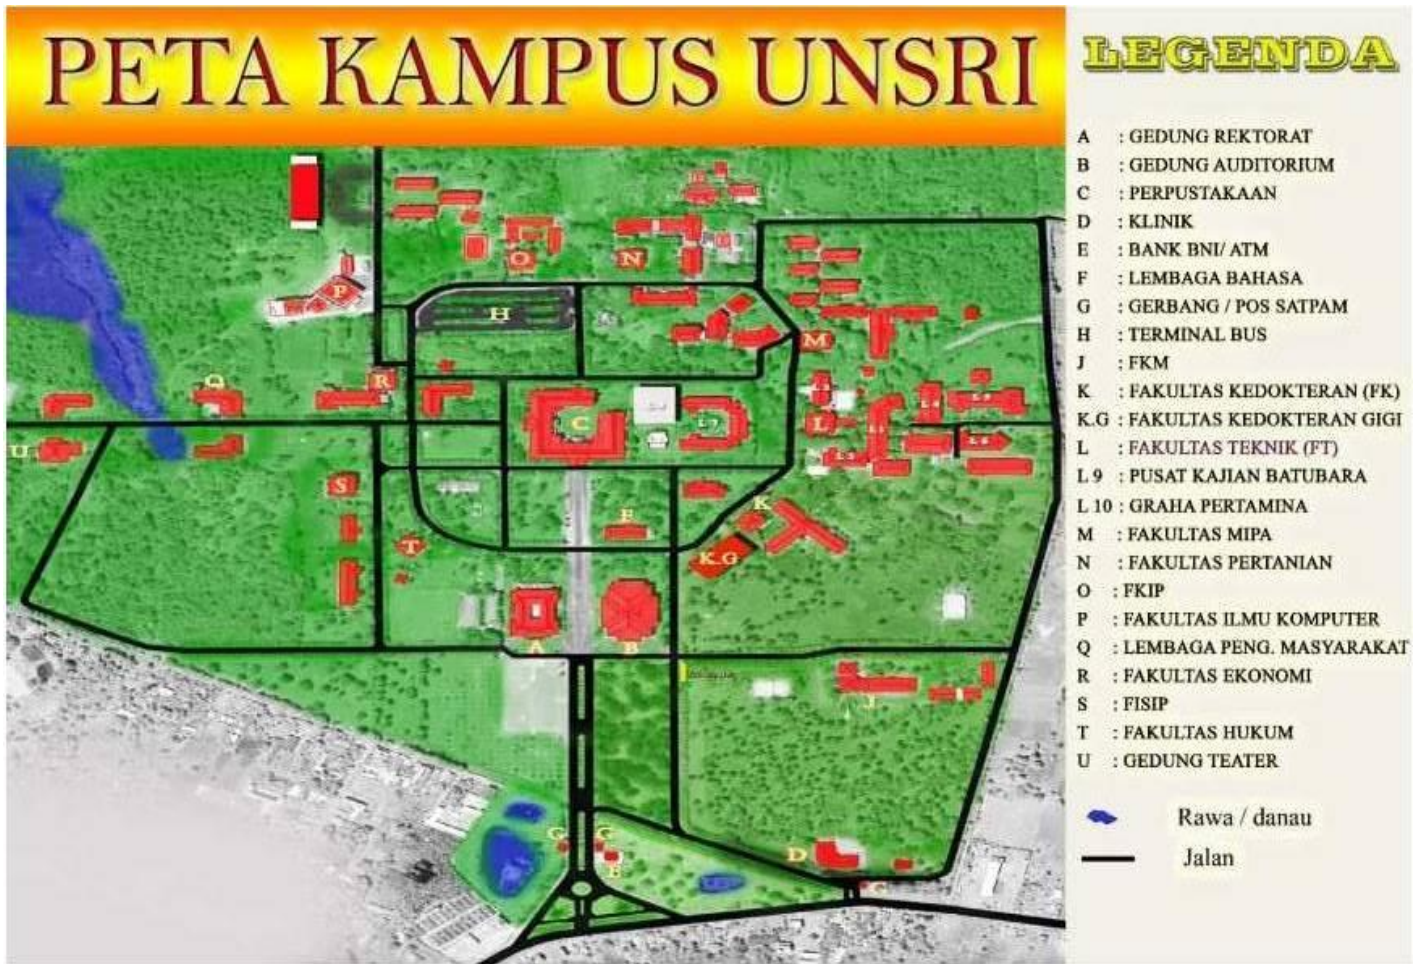 PETA KAMPUS UNSRI
LEGENDA
A : GEDUNG REKTORAT
B : GEDUNG AUDITORIUM
C : PERPUSTAKAAN
D : KLINIK
E : BANK BNI/ ATM
F : LEMBAGA BAHASA
G : GERBANG / POS SATPAM
H : TERMINAL BUS
J : FKM
K : FAKULTAS KEDOKTERAN (FK)
K.G : FAKULTAS KEDOKTERAN GIGI
L : FAKULTAS TEKNIK (FT)
L 9 : PUSAT KAJIAN BATUBARA
L 10 : GRAHA PERTAMINA
M : FAKULTAS MIPA
N : FAKULTAS PERTANIAN
O : FKIP
P : FAKULTAS ILMU KOMPUTER
Q : LEMBAGA PENG. MASYARAKAT
R : FAKULTAS EKONOMI
S : FISIP
T : FAKULTAS HUKUM
U : GEDUNG TEATER
Rawa / danau
Jalan
O
N
P
H
M
Q
R
C
L 7
L
U
S
K
F
T
K.G
A
B
J
G
G
E
D